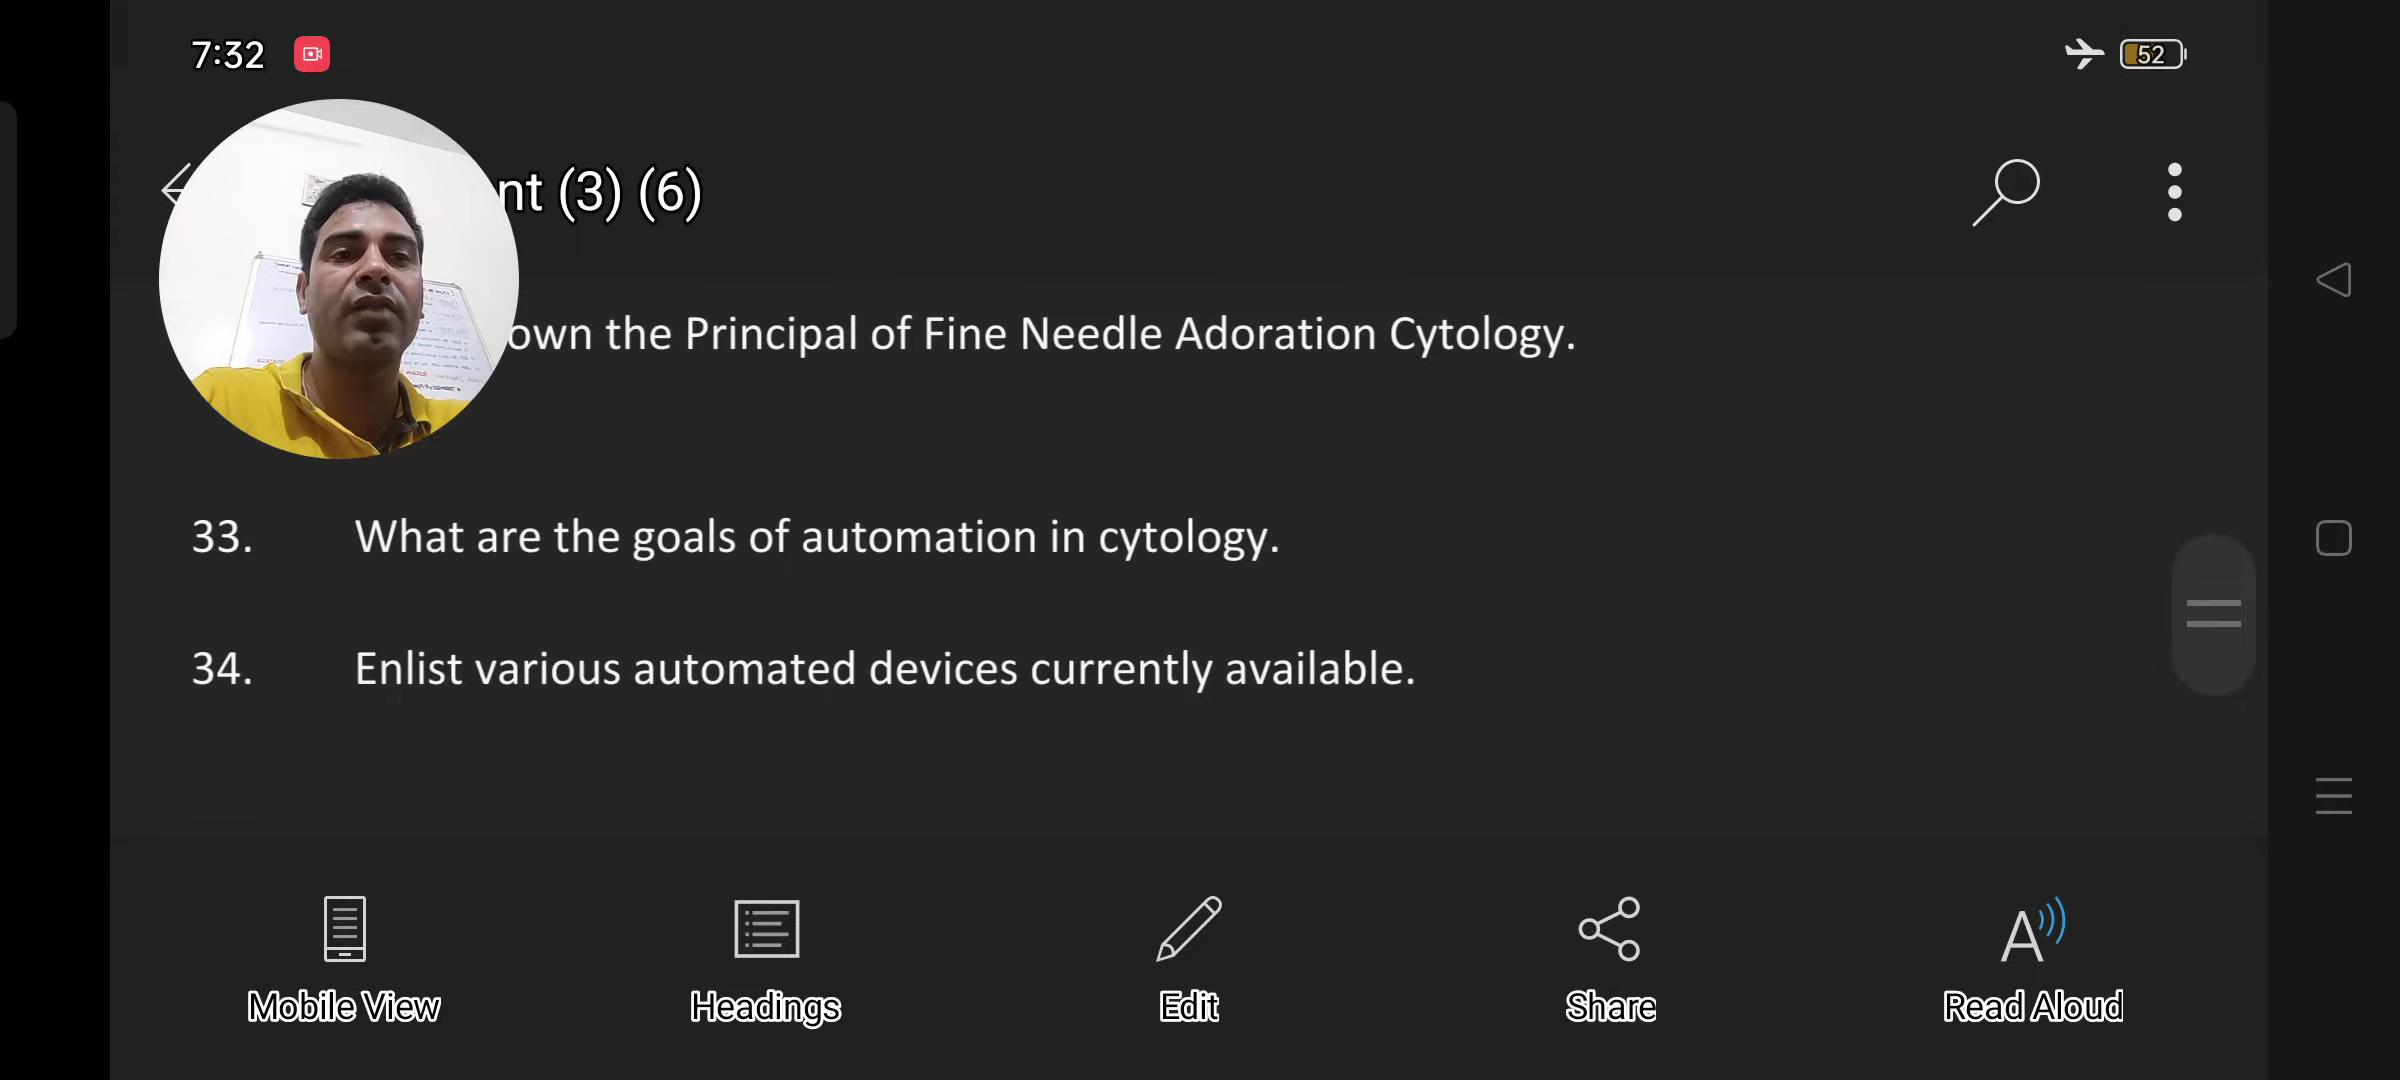 7:32
52
nt (3) (6)
own the Principal of Fine Needle Adoration Cytology.
33. What are the goals of automation in cytology.
34. Enlist various automated devices currently available.
Mobile View Headings Edit Share Read Aloud